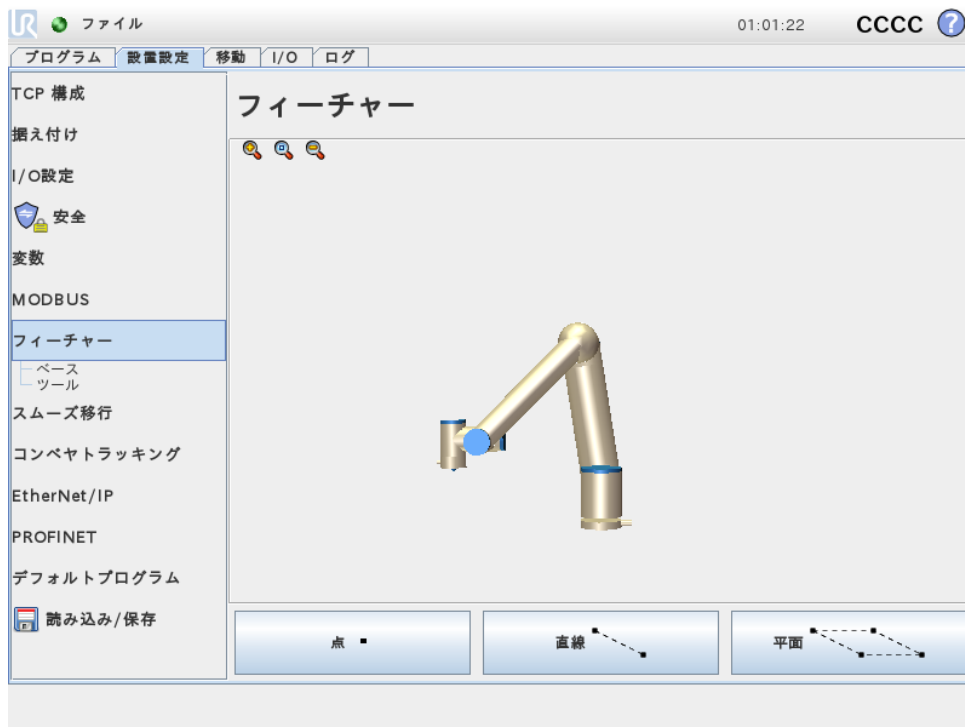 UR ファイル 01:01:22 CCCC ?
プログラム 設置設定 移動 I/O ログ
TCP 構成
据え付け
I/O設定
安全
変数
MODBUS
フィーチャー
ベース
ツール
スムーズ移行
コンベヤトラッキング
EtherNet/IP
PROFINET
デフォルトプログラム
読み込み/保存
フィーチャー
点
直線
平面